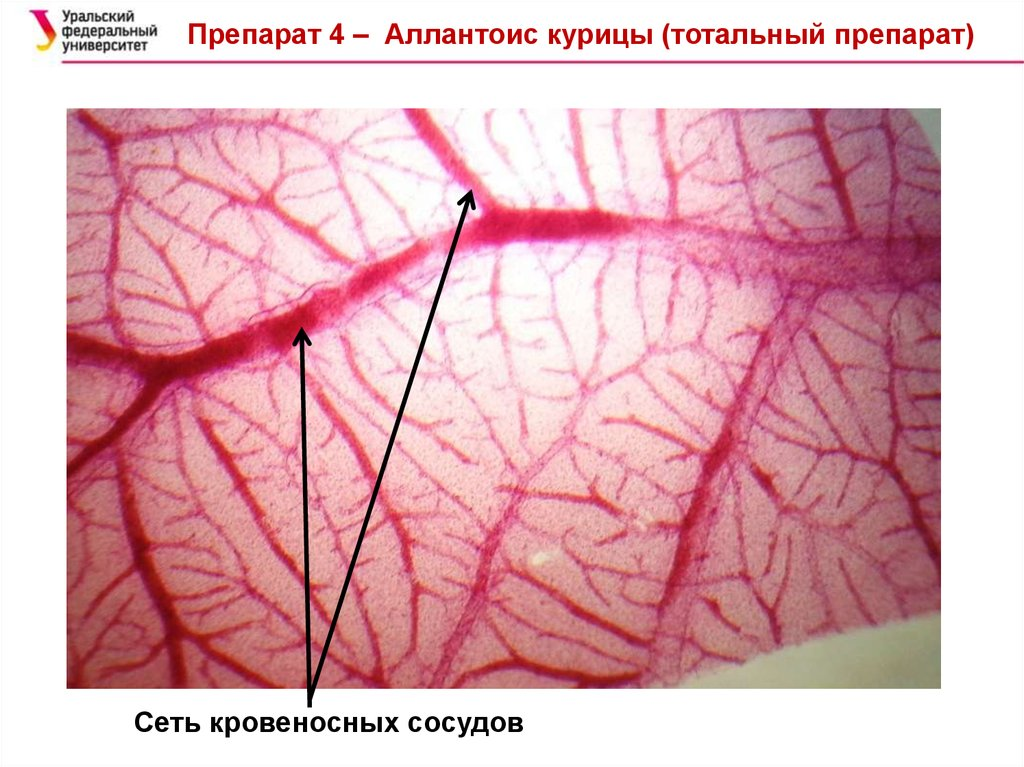 Уральский
федеральный
университет
Препарат 4 – Аллантоис курицы (тотальный препарат)
Сеть кровеносных сосудов